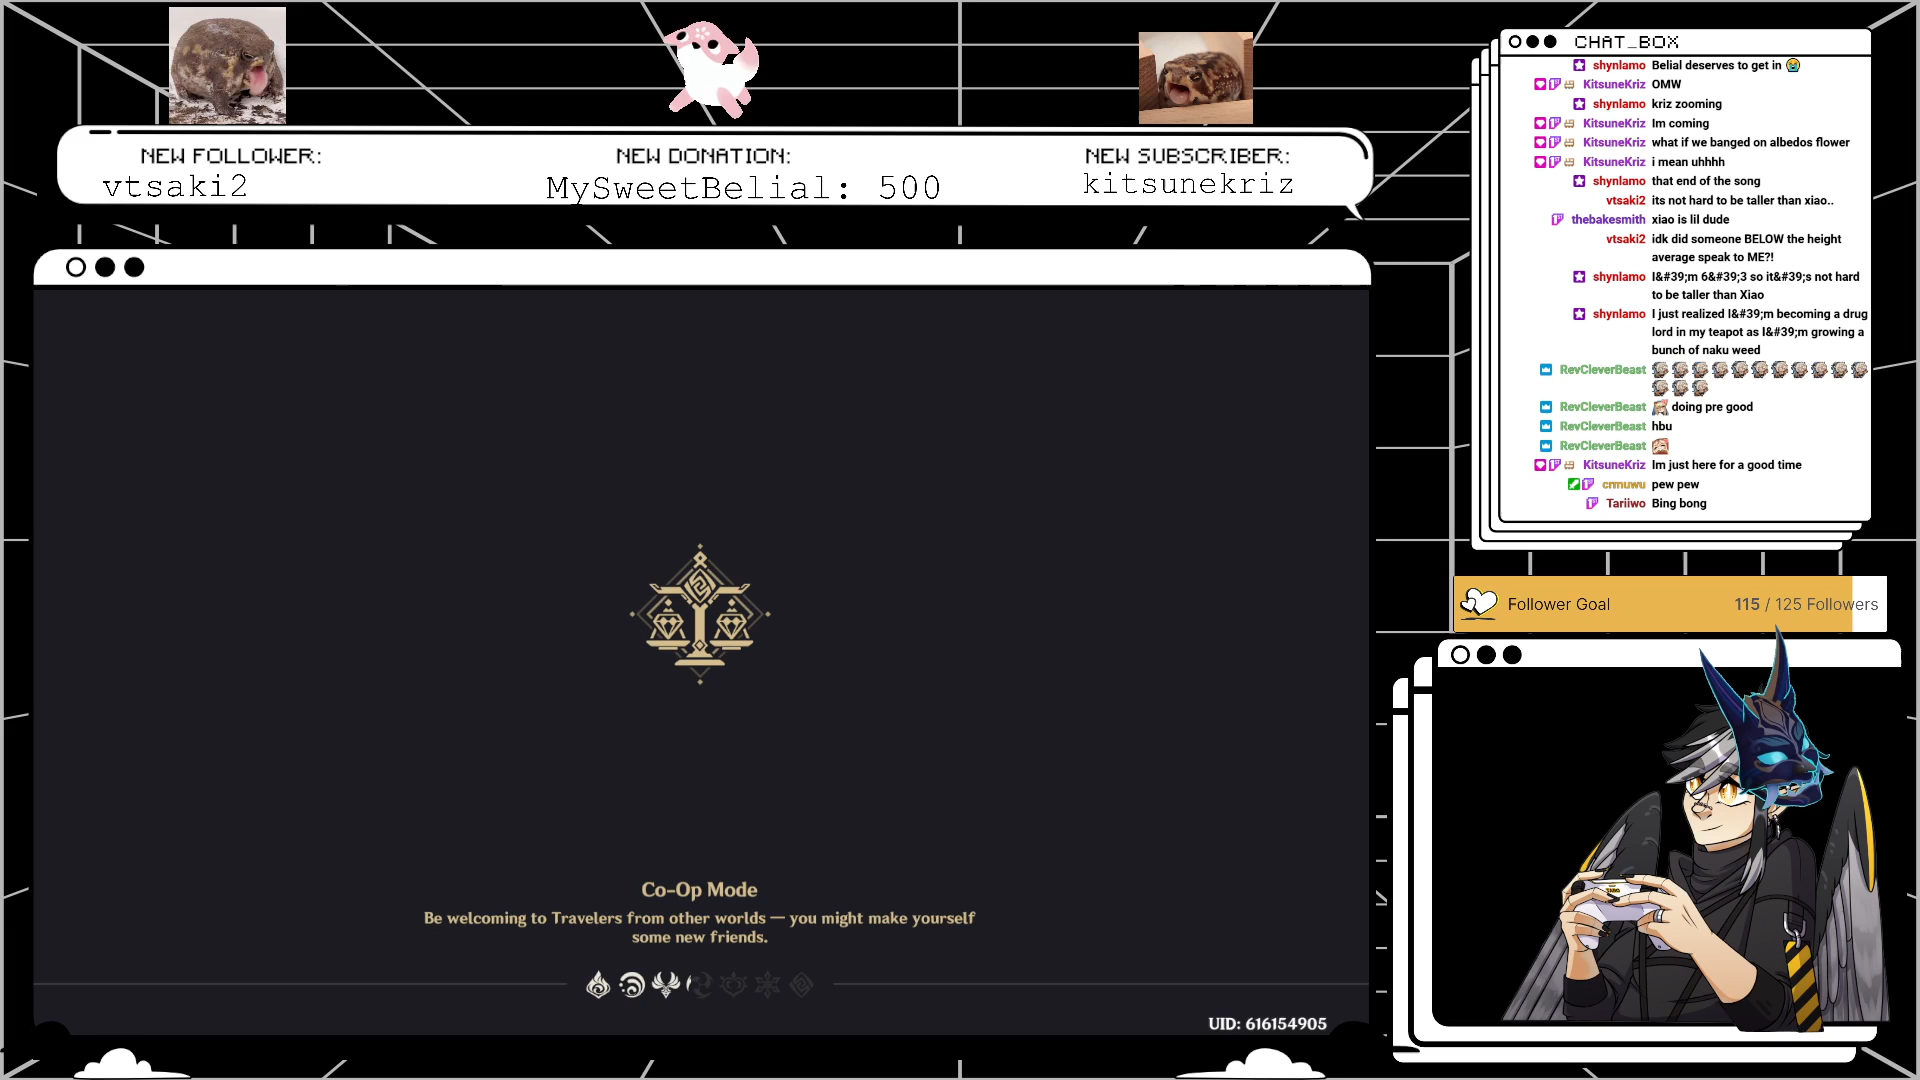 NEW FOLLOWER:
vtsaki2
NEW DONATION:
MySweetBelial: 500
NEW SUBSCRIBER:
kitsunekriz
CHAT_BOX
shynlamo Belial deserves to get in 😭
KitsuneKriz OMW
shynlamo kriz zooming
KitsuneKriz Im coming
KitsuneKriz what if we banged on albedos flower
KitsuneKriz i mean uhhhh
shynlamo that end of the song
vtsaki2 its not hard to be taller than xiao..
thebakesmith xiao is lil dude
vtsaki2 idk did someone BELOW the height
average speak to ME?!
shynlamo I&#39;m 6&#39;3 so it&#39;s not hard
to be taller than Xiao
shynlamo I just realized I&#39;m becoming a drug
lord in my teapot as I&#39;m growing a
bunch of naku weed
RevCleverBeast
RevCleverBeast doing pre good
RevCleverBeast hbu
RevCleverBeast
KitsuneKriz Im just here for a good time
crmuwu pew pew
Tariiwo Bing bong
Follower Goal 115 / 125 Followers
Co-Op Mode
Be welcoming to Travelers from other worlds — you might make yourself
some new friends.
UID: 616154905